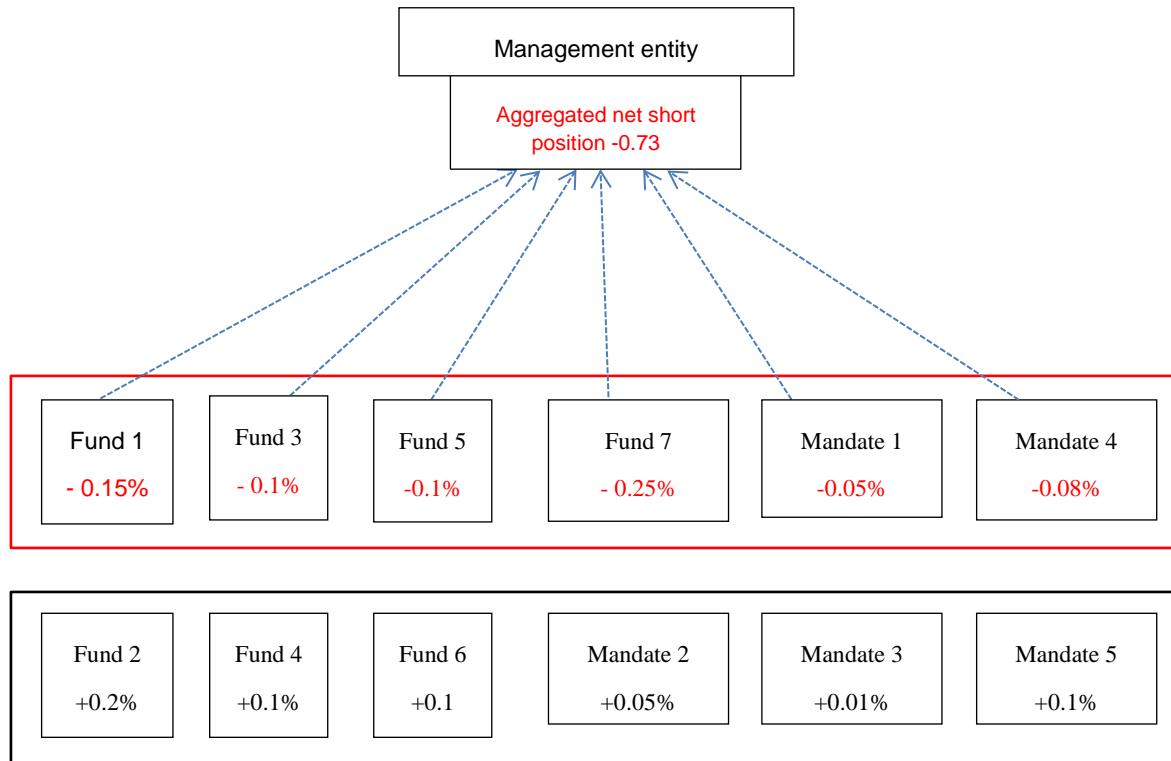 Management entity
Aggregated net short
position -0.73
Fund 1
- 0.15%
Fund 3
- 0.1%
Fund 5
-0.1%
Fund 7
- 0.25%
Mandate 1
-0.05%
Mandate 4
-0.08%
Fund 2
+0.2%
Fund 4
+0.1%
Fund 6
+0.1
Mandate 2
+0.05%
Mandate 3
+0.01%
Mandate 5
+0.1%